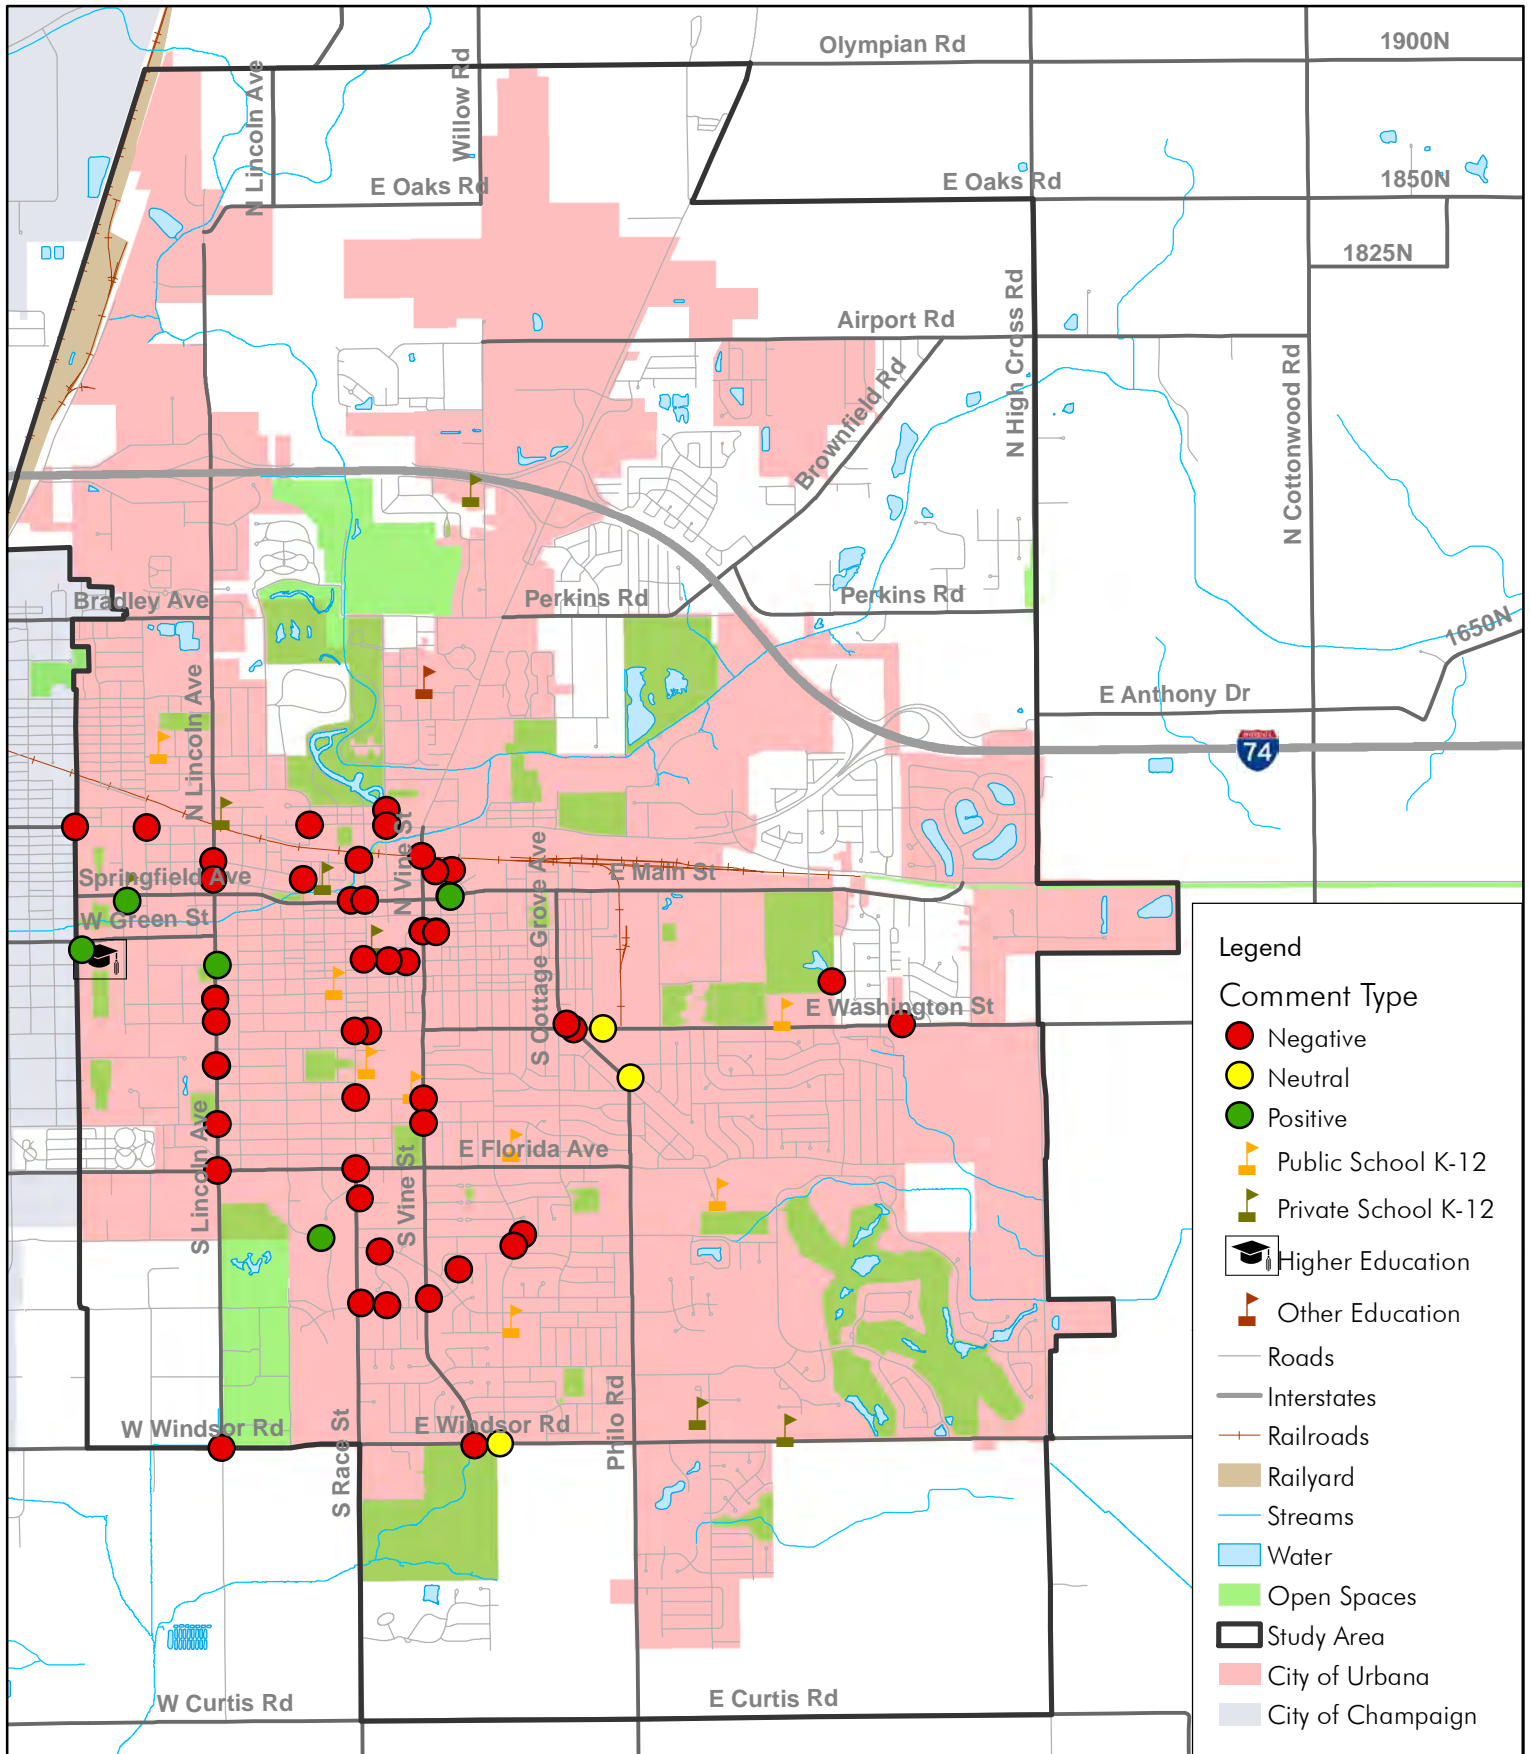 Olympian Rd
1900N
N Lincoln Ave
Willow Rd
E Oaks Rd
E Oaks Rd
1850N
1825N
Airport Rd
N High Cross Rd
Brownfield Rd
N Cottonwood Rd
Bradley Ave
Perkins Rd
Perkins Rd
1650N
N Lincoln Ave
E Anthony Dr
INTERSTATE
74
N Vine St
S Cottage Grove Ave
Springfield Ave
E Main St
W Green St
E Washington St
S Lincoln Ave
S Vine St
E Florida Ave
W Windsor Rd
S Race St
E Windsor Rd
Philo Rd
W Curtis Rd
E Curtis Rd
Legend
Comment Type
Negative
Neutral
Positive
Public School K-12
Private School K-12
Higher Education
Other Education
Roads
Interstates
Railroads
Railyard
Streams
Water
Open Spaces
Study Area
City of Urbana
City of Champaign